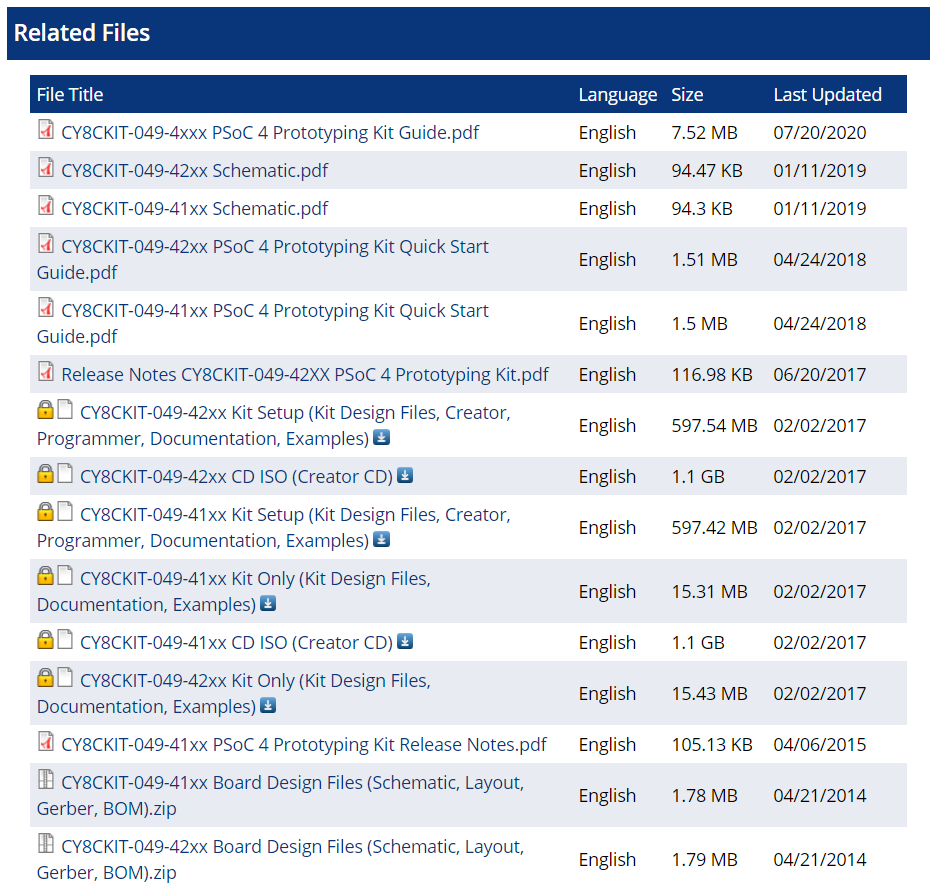 Related Files
File Title Language Size Last Updated
CY8CKIT-049-4xxx PSoC 4 Prototyping Kit Guide.pdf English 7.52 MB 07/20/2020
CY8CKIT-049-42xx Schematic.pdf English 94.47 KB 01/11/2019
CY8CKIT-049-41xx Schematic.pdf English 94.3 KB 01/11/2019
CY8CKIT-049-42xx PSoC 4 Prototyping Kit Quick Start
Guide.pdf English 1.51 MB 04/24/2018
CY8CKIT-049-41xx PSoC 4 Prototyping Kit Quick Start
Guide.pdf English 1.5 MB 04/24/2018
Release Notes CY8CKIT-049-42XX PSoC 4 Prototyping Kit.pdf English 116.98 KB 06/20/2017
CY8CKIT-049-42xx Kit Setup (Kit Design Files, Creator,
Programmer, Documentation, Examples) English 597.54 MB 02/02/2017
CY8CKIT-049-42xx CD ISO (Creator CD) English 1.1 GB 02/02/2017
CY8CKIT-049-41xx Kit Setup (Kit Design Files, Creator,
Programmer, Documentation, Examples) English 597.42 MB 02/02/2017
CY8CKIT-049-41xx Kit Only (Kit Design Files,
Documentation, Examples) English 15.31 MB 02/02/2017
CY8CKIT-049-41xx CD ISO (Creator CD) English 1.1 GB 02/02/2017
CY8CKIT-049-42xx Kit Only (Kit Design Files,
Documentation, Examples) English 15.43 MB 02/02/2017
CY8CKIT-049-41xx PSoC 4 Prototyping Kit Release Notes.pdf English 105.13 KB 04/06/2015
CY8CKIT-049-41xx Board Design Files (Schematic, Layout,
Gerber, BOM).zip English 1.78 MB 04/21/2014
CY8CKIT-049-42xx Board Design Files (Schematic, Layout,
Gerber, BOM).zip English 1.79 MB 04/21/2014